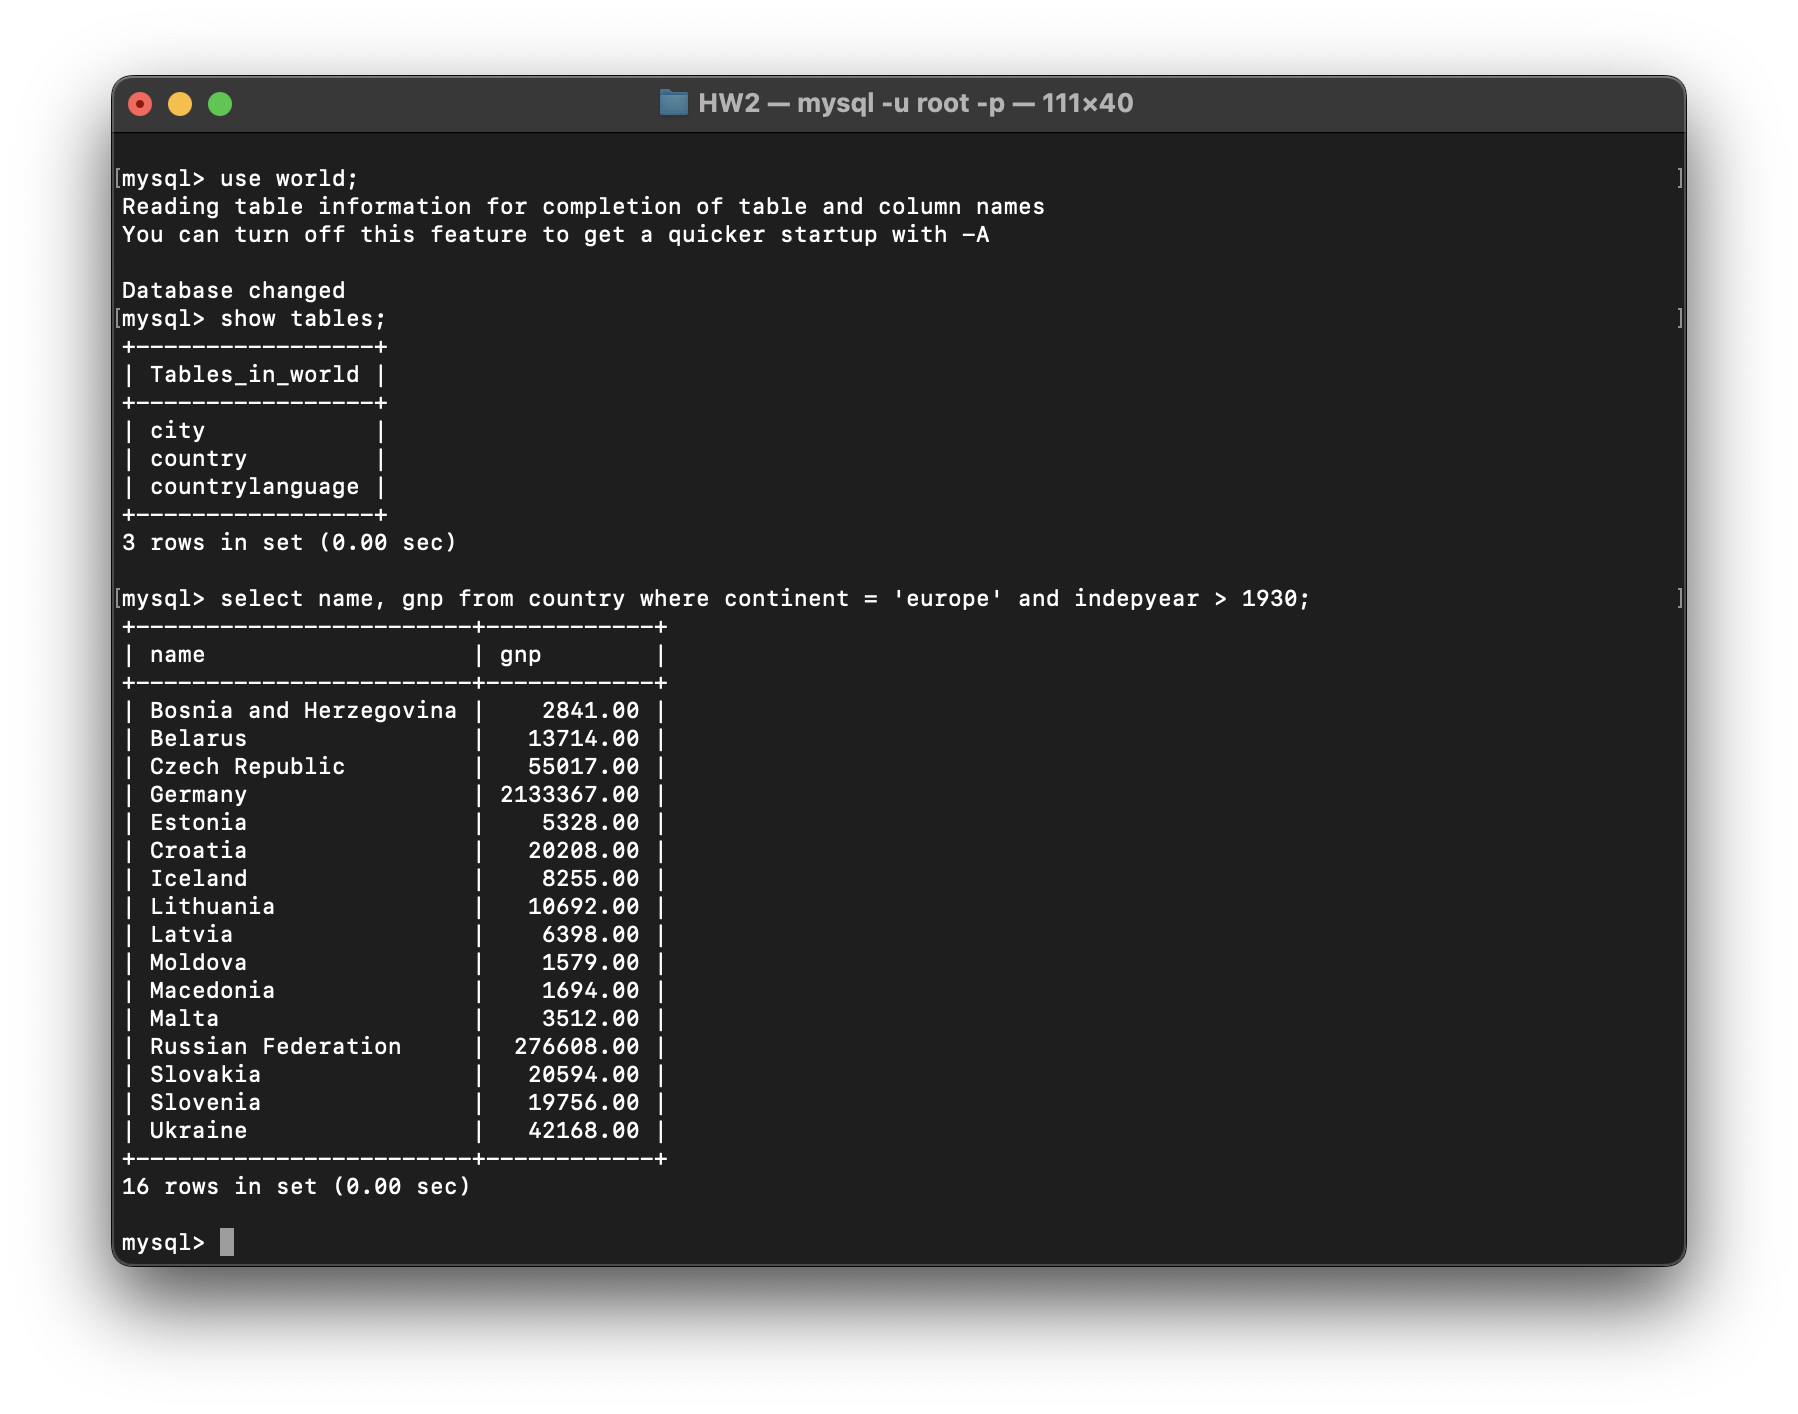 HW2 — mysql -u root -p — 111×40
[mysql> use world; ]
Reading table information for completion of table and column names
You can turn off this feature to get a quicker startup with -A
Database changed
[mysql> show tables; ]
+-----------------+
| Tables_in_world |
+-----------------+
| city            |
| country         |
| countrylanguage |
+-----------------+
3 rows in set (0.00 sec)
[mysql> select name, gnp from country where continent = 'europe' and indepyear > 1930; ]
+------------------------+------------+
| name                   | gnp        |
+------------------------+------------+
| Bosnia and Herzegovina |    2841.00 |
| Belarus                |   13714.00 |
| Czech Republic         |   55017.00 |
| Germany                | 2133367.00 |
| Estonia                |    5328.00 |
| Croatia                |   20208.00 |
| Iceland                |    8255.00 |
| Lithuania              |   10692.00 |
| Latvia                 |    6398.00 |
| Moldova                |    1579.00 |
| Macedonia              |    1694.00 |
| Malta                  |    3512.00 |
| Russian Federation     |  276608.00 |
| Slovakia               |   20594.00 |
| Slovenia               |   19756.00 |
| Ukraine                |   42168.00 |
+------------------------+------------+
16 rows in set (0.00 sec)
mysql>